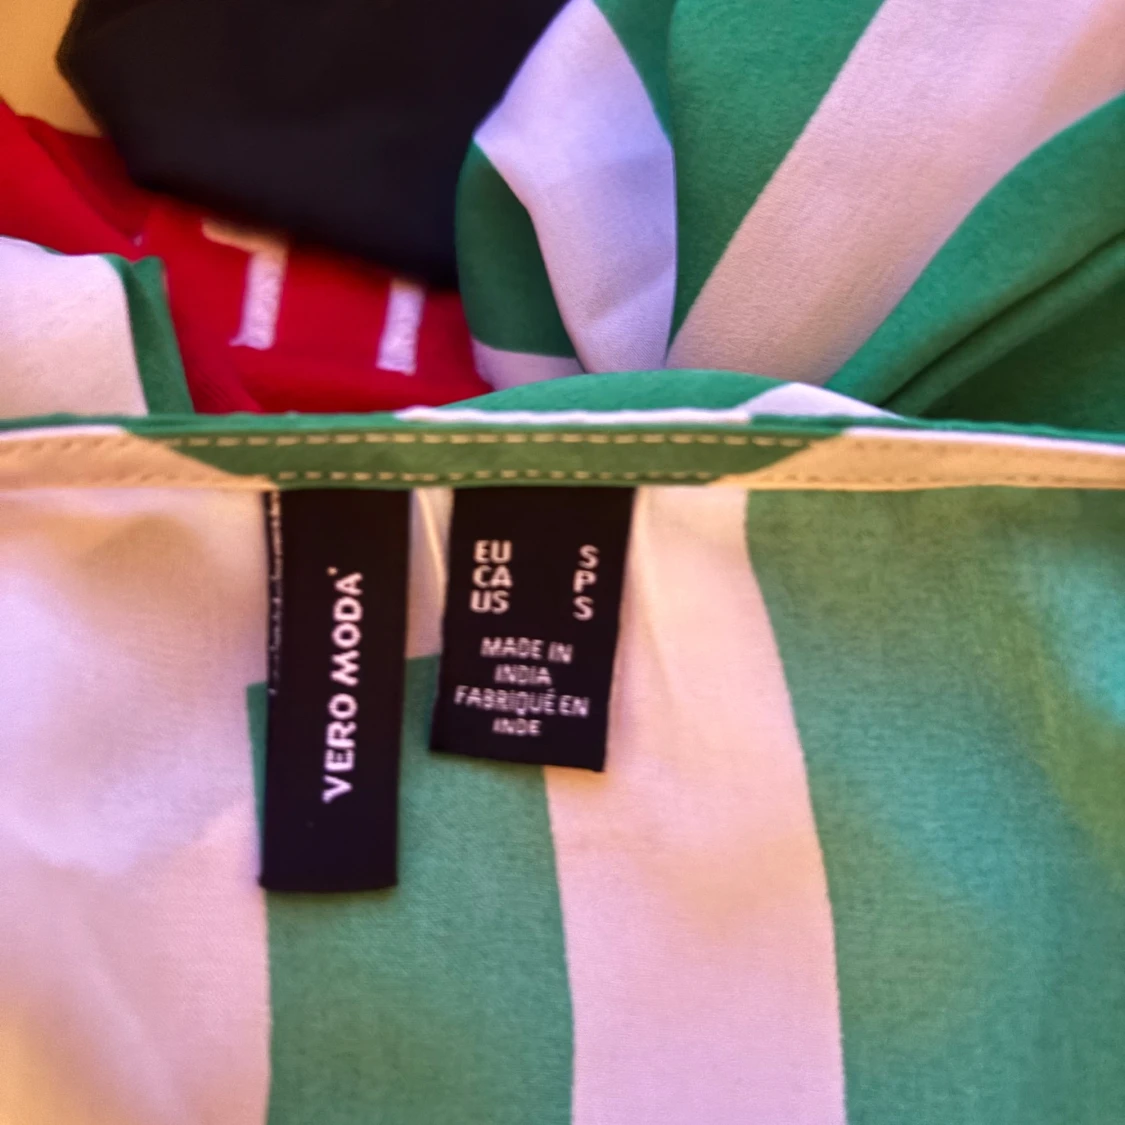 VERO MODA
EU S
CA P
US S
MADE IN
INDIA
FABRIQUÉ EN
INDE